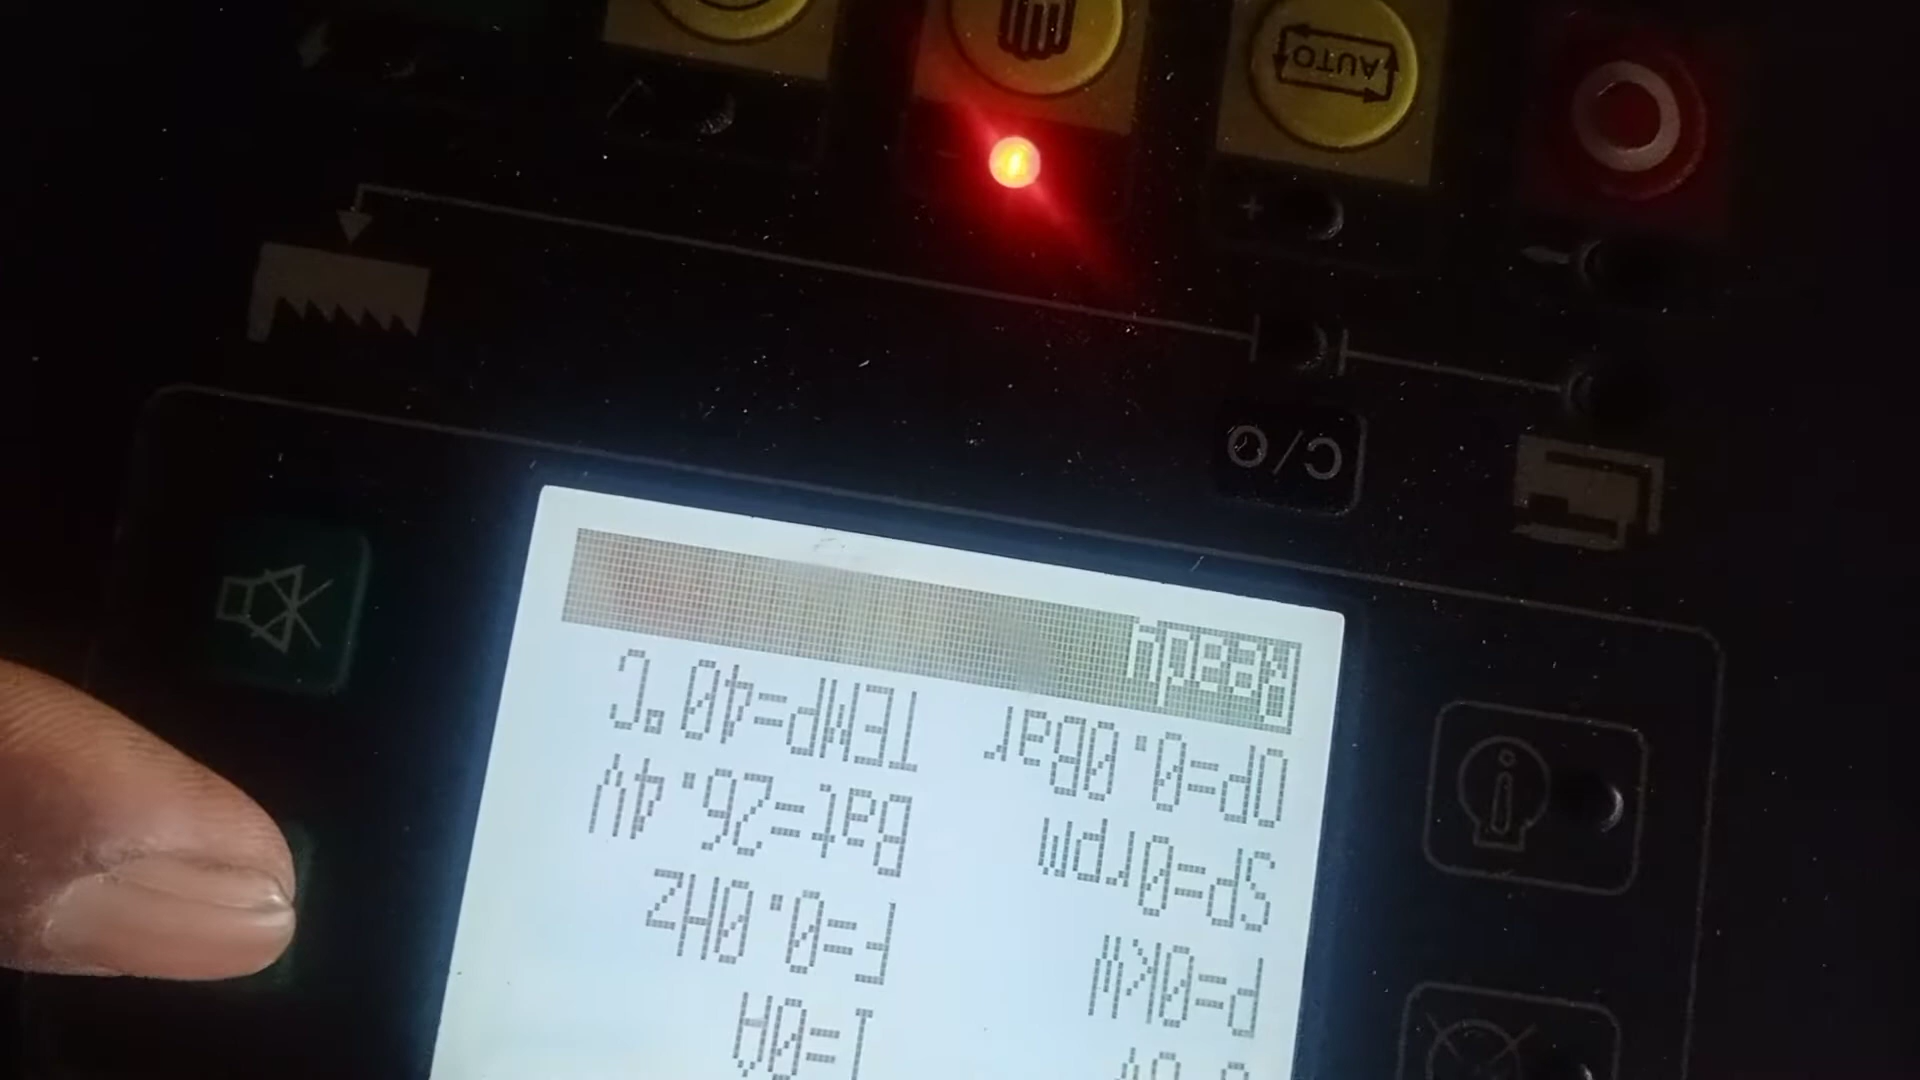 I=0A
P=0kW F=0.0Hz
SP=0rpm Bat=26.4V
OP=0.0Bar TEMP=40°C
Ready
C/O
AUTO